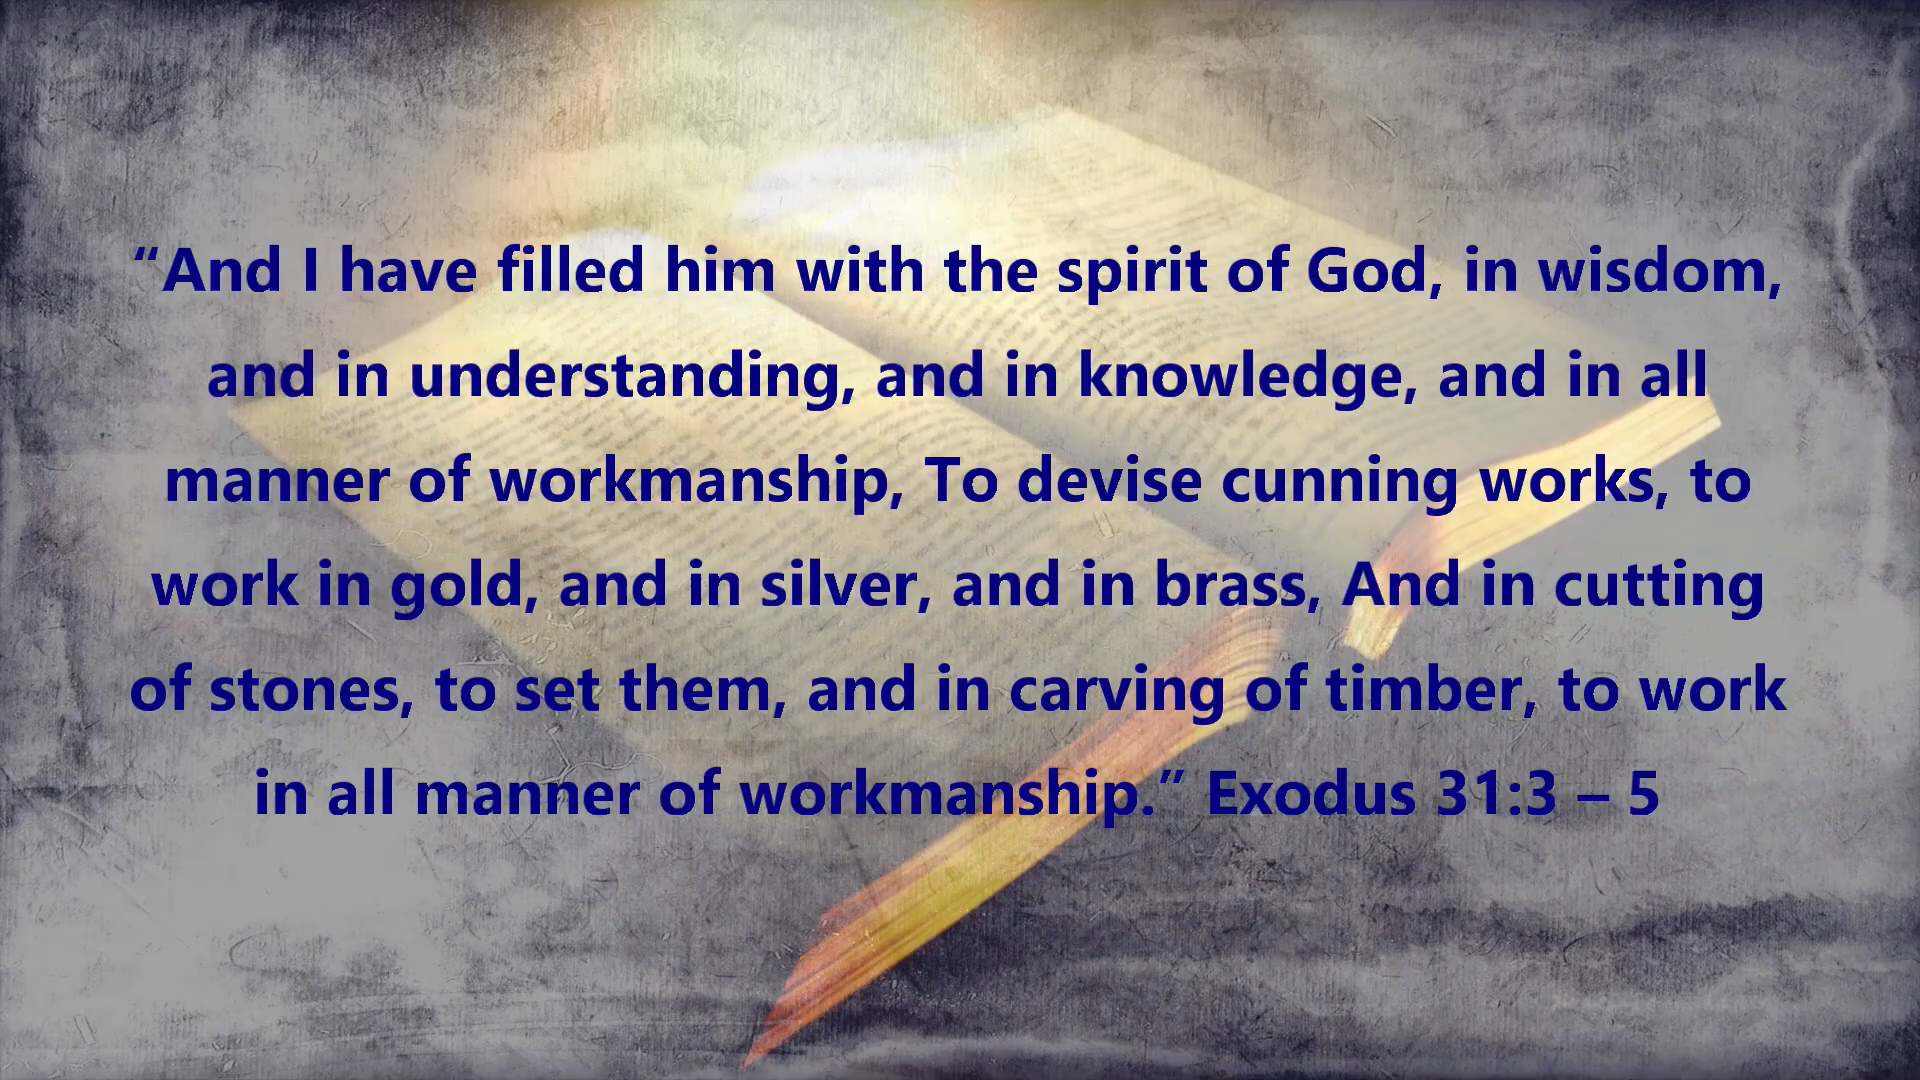 “And I have filled him with the spirit of God, in wisdom,
and in understanding, and in knowledge, and in all
manner of workmanship, To devise cunning works, to
work in gold, and in silver, and in brass, And in cutting
of stones, to set them, and in carving of timber, to work
in all manner of workmanship.” Exodus 31:3 – 5